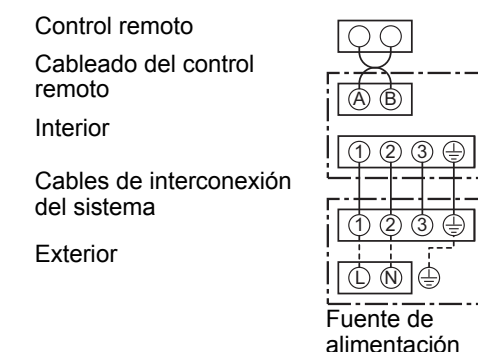 Control remoto
Cableado del control
remoto
A B
Interior
1 2 3
Cables de interconexión
del sistema
1 2 3
Exterior
L N
Fuente de
alimentación